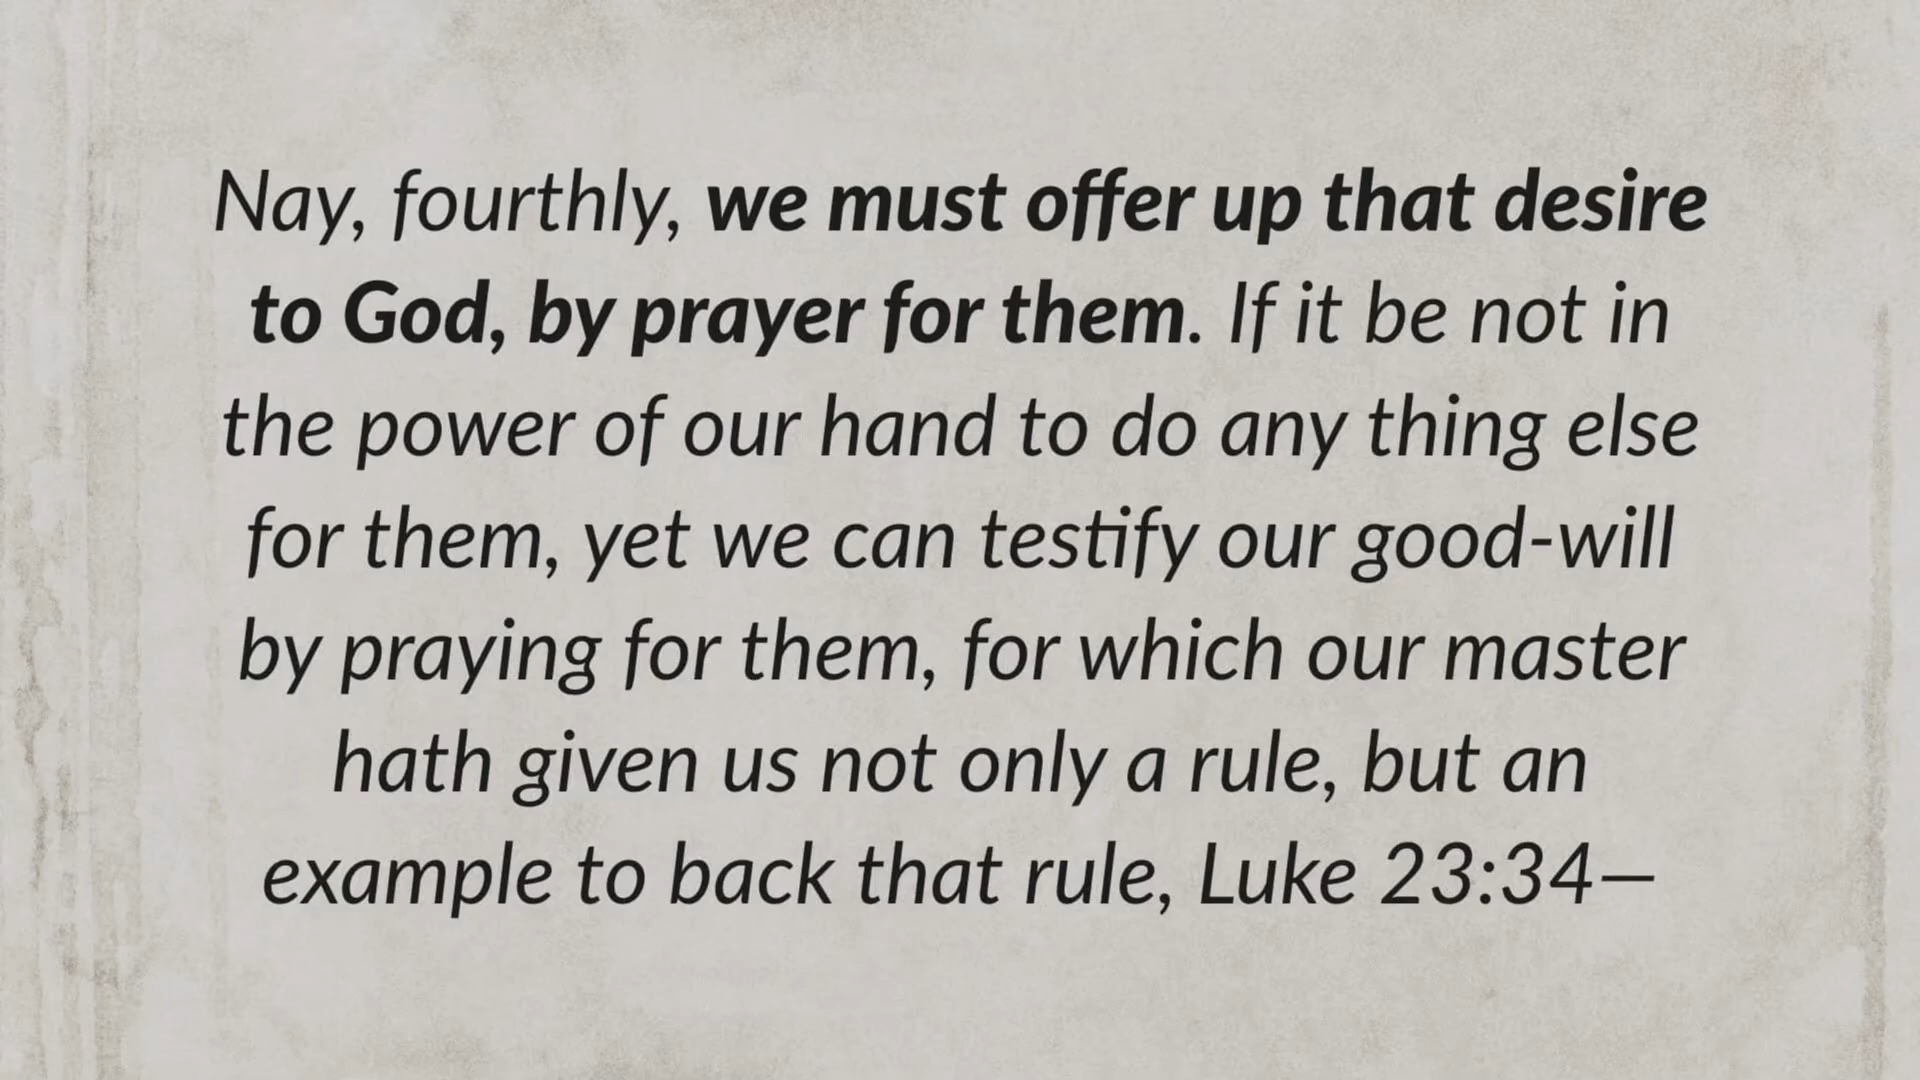 Nay, fourthly, we must offer up that desire
to God, by prayer for them. If it be not in
the power of our hand to do any thing else
for them, yet we can testify our good-will
by praying for them, for which our master
hath given us not only a rule, but an
example to back that rule, Luke 23:34—